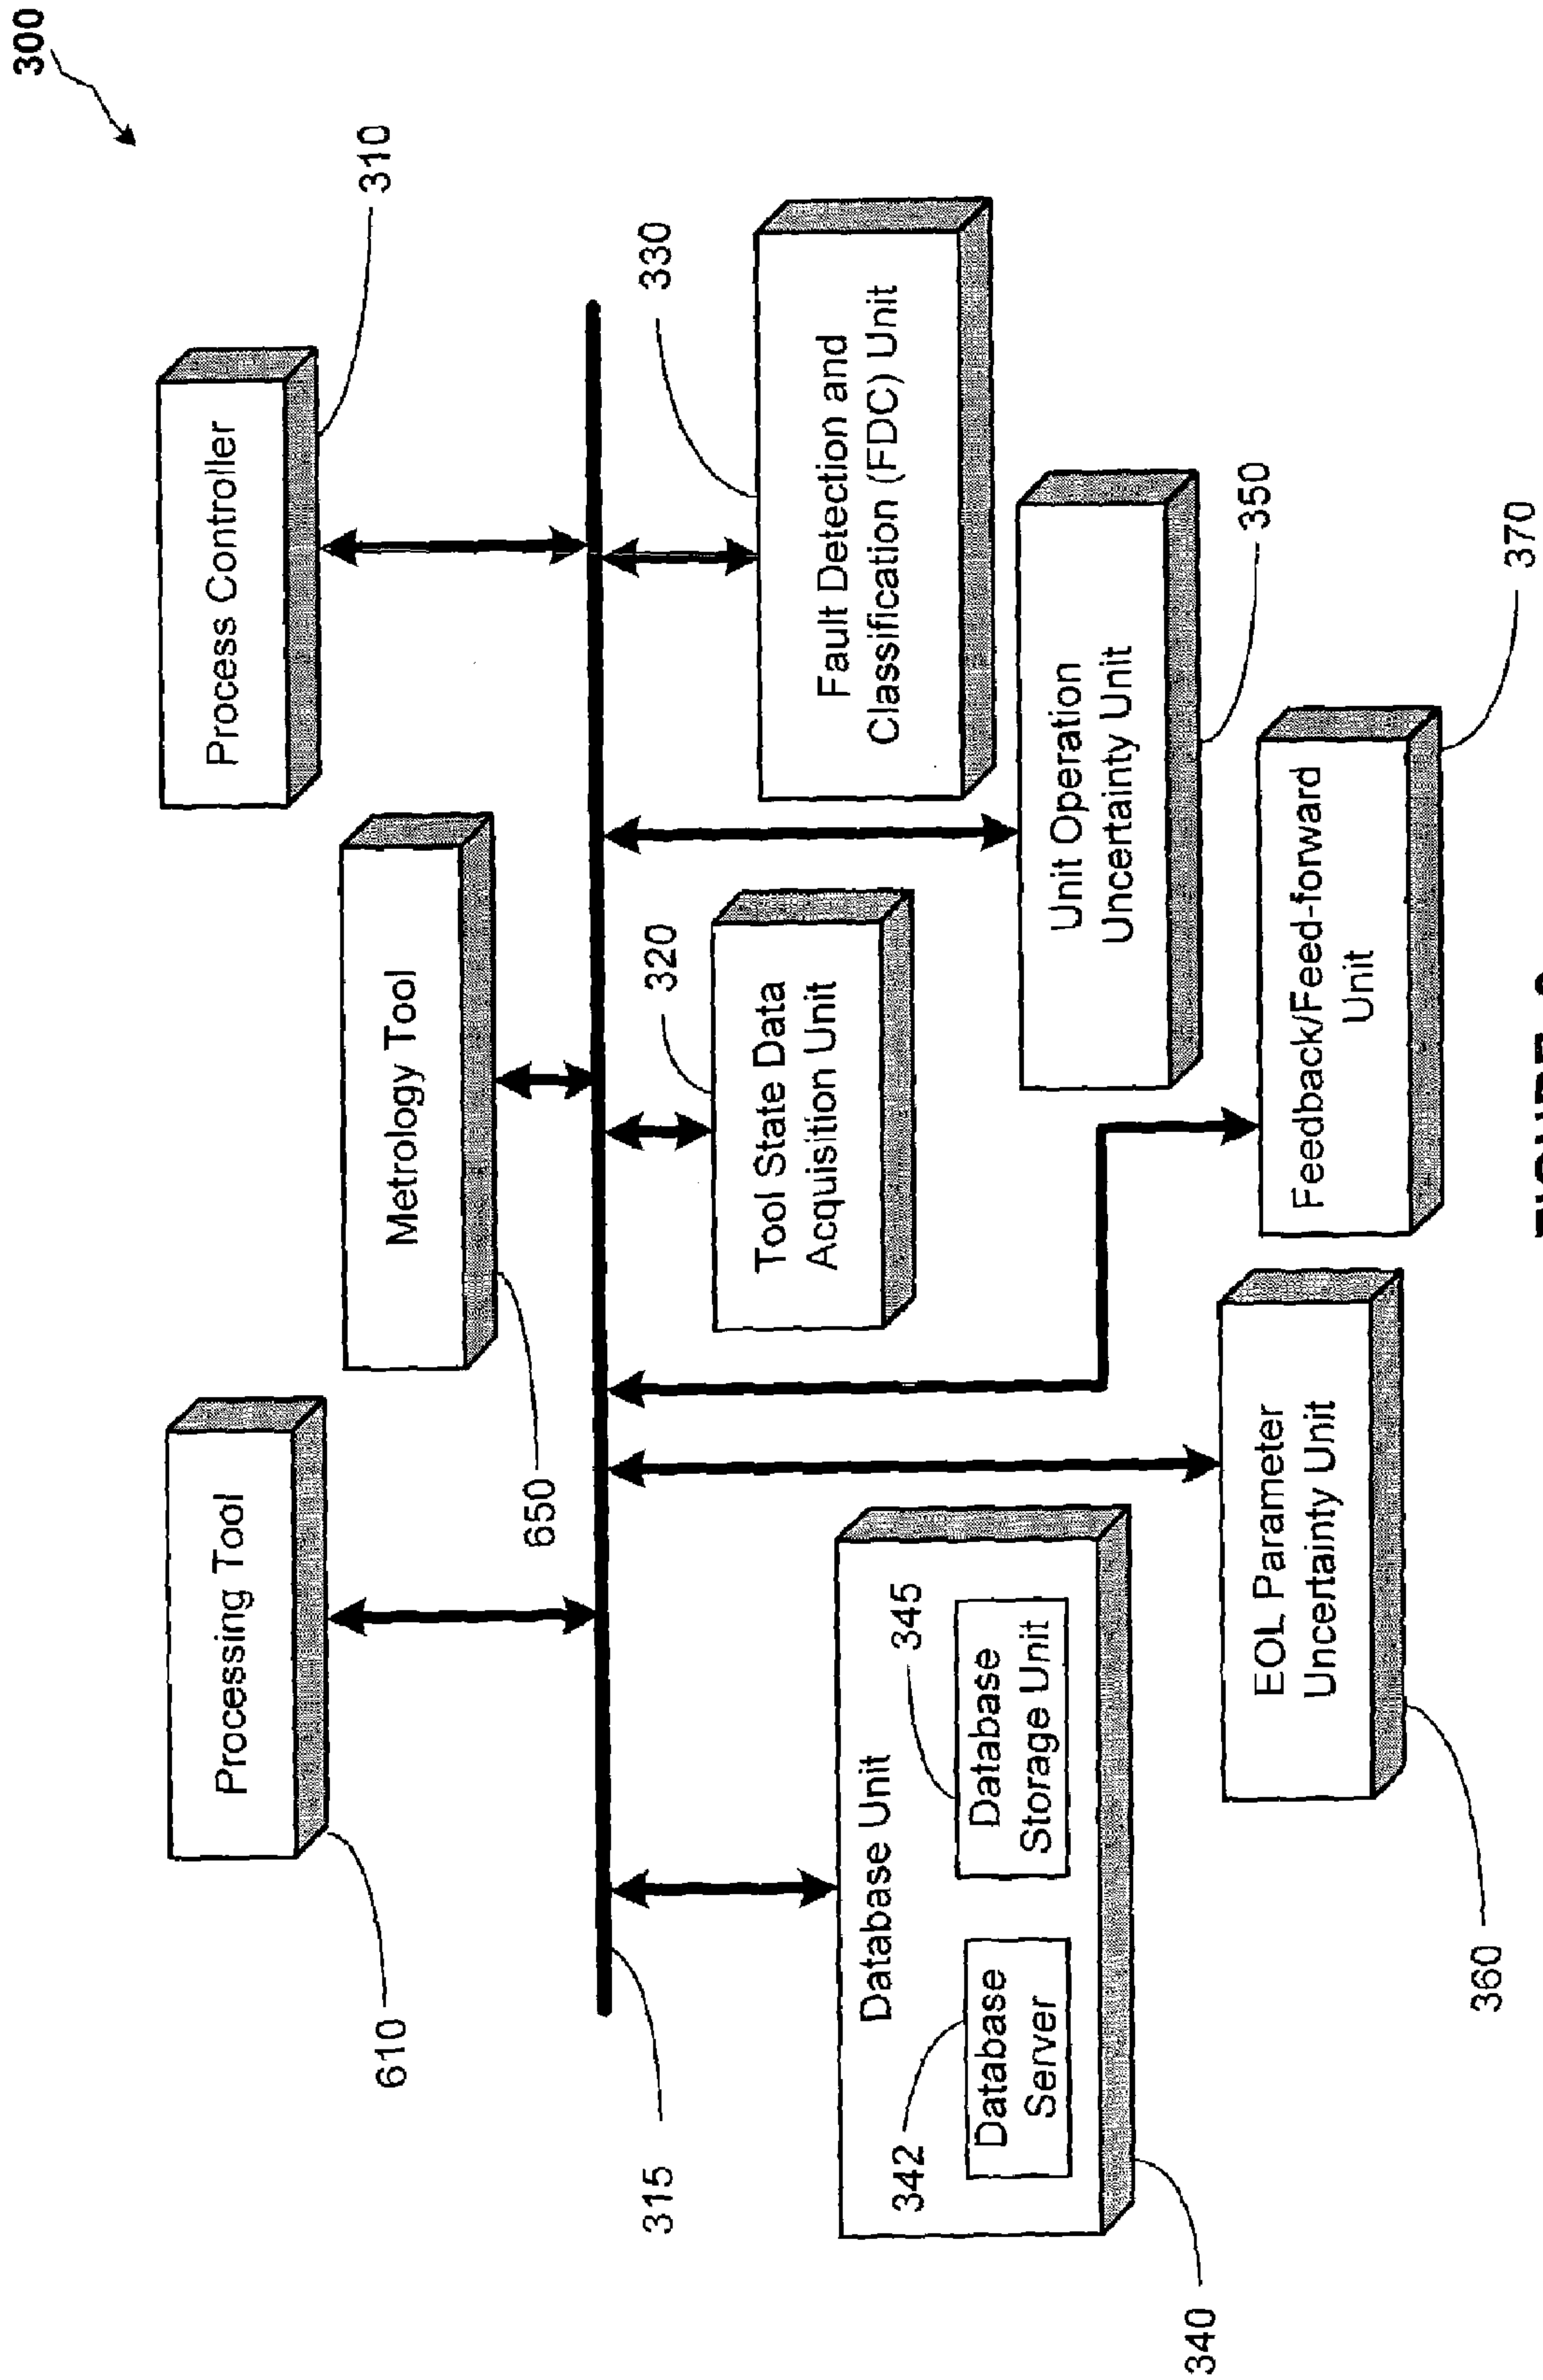 300
Processing Tool
Process Controller
610
Metrology Tool
310
650
315
330
320
Database Unit
Tool State Data
Acquisition Unit
Fault Detection and
Classification (FDC) Unit
342
345
Database
Server
Database
Storage Unit
Unit Operation
Uncertainty Unit
350
340
EOL Parameter
Uncertainty Unit
Feedback/Feed-forward
Unit
360
370
FIGURE